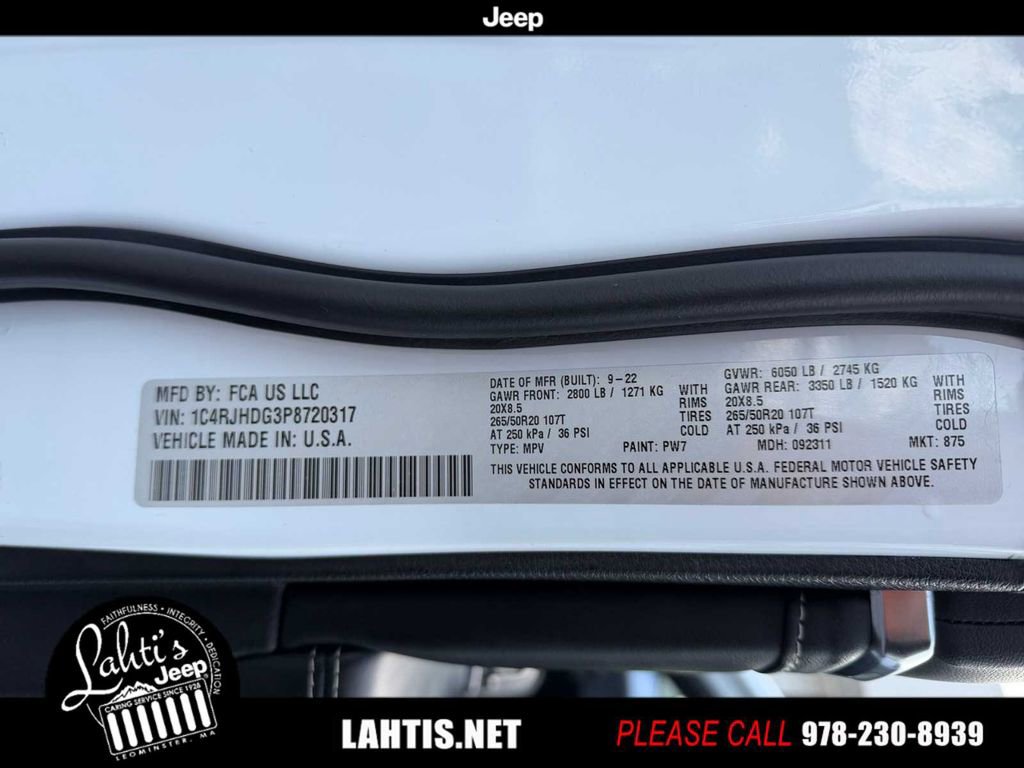 Jeep
MFD BY: FCA US LLC
VIN: 1C4RJHDG3P8720317
VEHICLE MADE IN: U.S.A.
DATE OF MFR (BUILT): 9-22
GAWR FRONT: 2800 LB / 1271 KG WITH
20X8.5 RIMS
265/50R20 107T TIRES
AT 250 kPa / 36 PSI COLD
TYPE: MPV PAINT: PW7
GVWR: 6050 LB / 2745 KG
GAWR REAR: 3350 LB / 1520 KG WITH
20X8.5 RIMS
265/50R20 107T TIRES
AT 250 kPa / 36 PSI COLD
MDH: 092311 MKT: 875
THIS VEHICLE CONFORMS TO ALL APPLICABLE U.S.A. FEDERAL MOTOR VEHICLE SAFETY
STANDARDS IN EFFECT ON THE DATE OF MANUFACTURE SHOWN ABOVE.
FAITHFULNESS · INTEGRITY · DEDICATION
Lahti's
Jeep
CARING SERVICE SINCE 1928
LEOMINSTER, MA
LAHTIS.NET
PLEASE CALL 978-230-8939